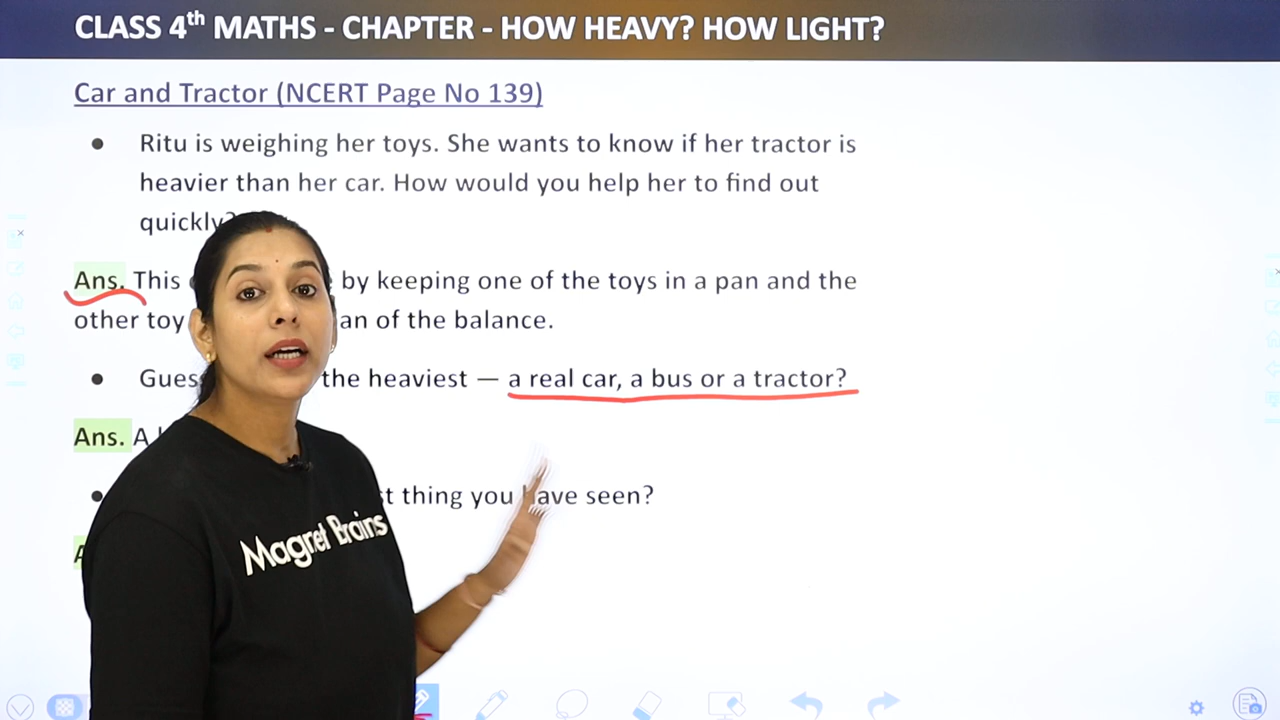 CLASS 4th MATHS - CHAPTER - HOW HEAVY? HOW LIGHT?
Car and Tractor (NCERT Page No 139)
• Ritu is weighing her toys. She wants to know if her tractor is
heavier than her car. How would you help her to find out
quickly?
Ans. This by keeping one of the toys in a pan and the
other toy of the balance.
• the heaviest — a real car, a bus or a tractor?
Ans. A
• thing you have seen?
Magnet Brains